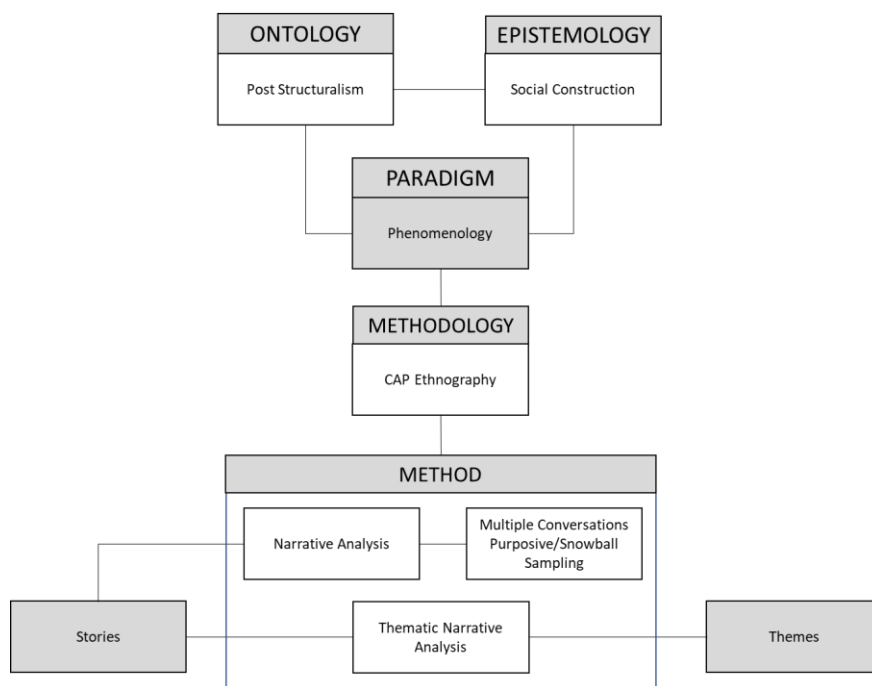 ONTOLOGY
Post Structuralism
EPISTEMOLOGY
Social Construction
PARADIGM
Phenomenology
METHODOLOGY
CAP Ethnography
METHOD
Narrative Analysis
Multiple Conversations
Purposive/Snowball
Sampling
Stories
Thematic Narrative
Analysis
Themes